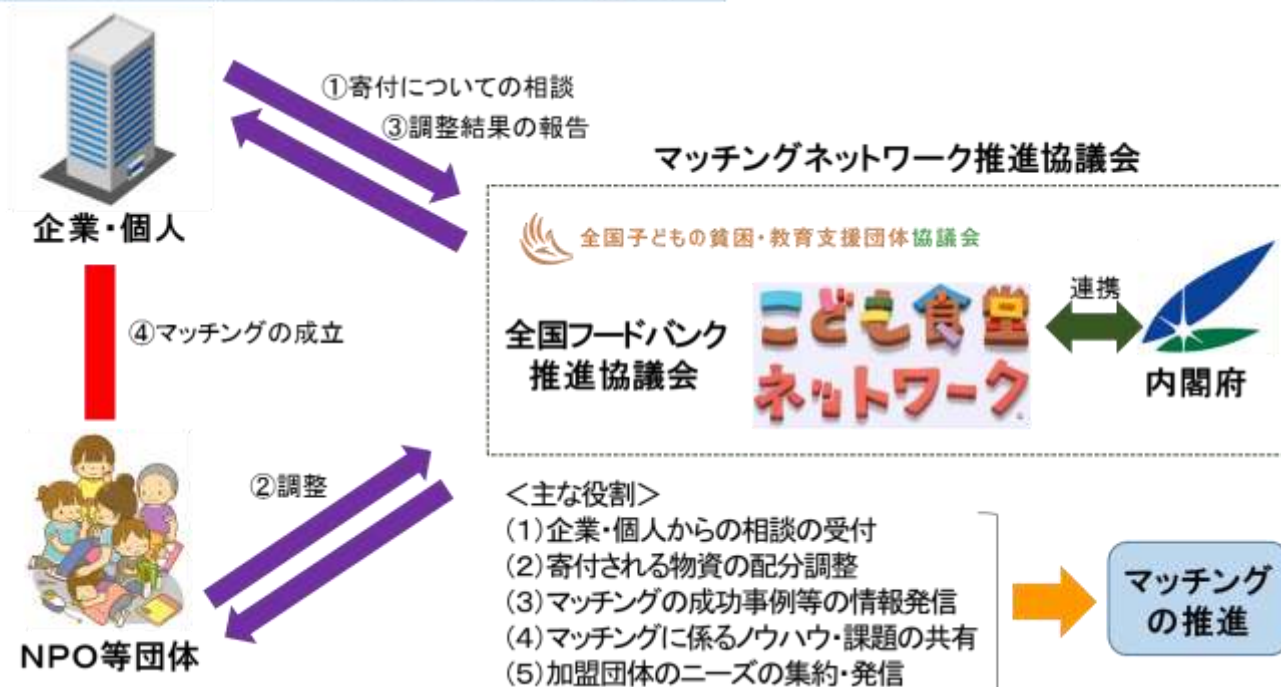 ①寄付についての相談
③調整結果の報告
マッチングネットワーク推進協議会
企業・個人
全国子どもの貧困・教育支援団体協議会
④マッチングの成立
全国フードバンク
推進協議会
こども食堂
ネットワーク
連携
内閣府
②調整
NPO等団体
<主な役割>
(1)企業・個人からの相談の受付
(2)寄付される物資の配分調整
(3)マッチングの成功事例等の情報発信
(4)マッチングに係るノウハウ・課題の共有
(5)加盟団体のニーズの集約・発信
マッチング
の推進